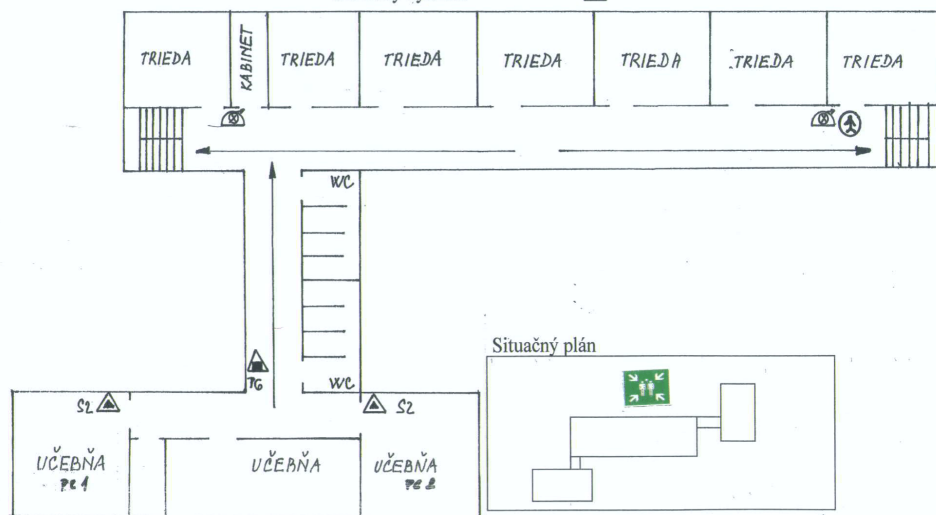 TRIEDA
KABINET
TRIEDA
TRIEDA
TRIEDA
TRIEDA
TRIEDA
TRIEDA
WC
T6
WC
Situačný plán
S2
S2
UČEBŇA
PC 1
UČEBŇA
UČEBŇA
PC 2